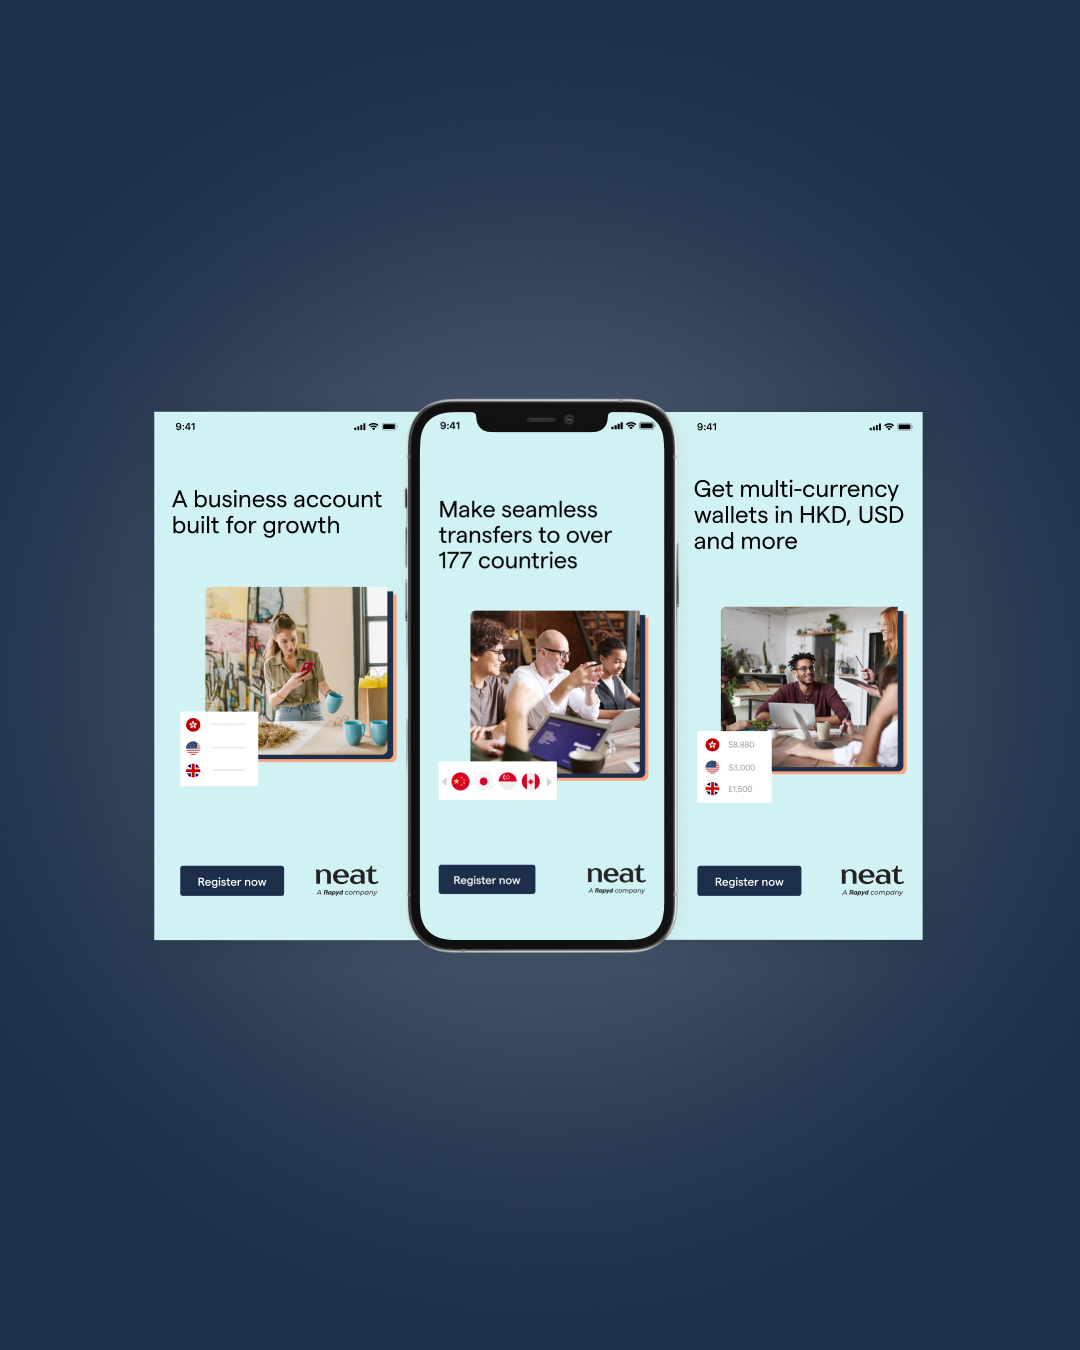 9:41
A business account
built for growth
Register now
neat
A Rapyd company
9:41
Make seamless
transfers to over
177 countries
Register now
neat
A Rapyd company
9:41
Get multi-currency
wallets in HKD, USD
and more
$8,880
$3,000
£1,500
Register now
neat
A Rapyd company